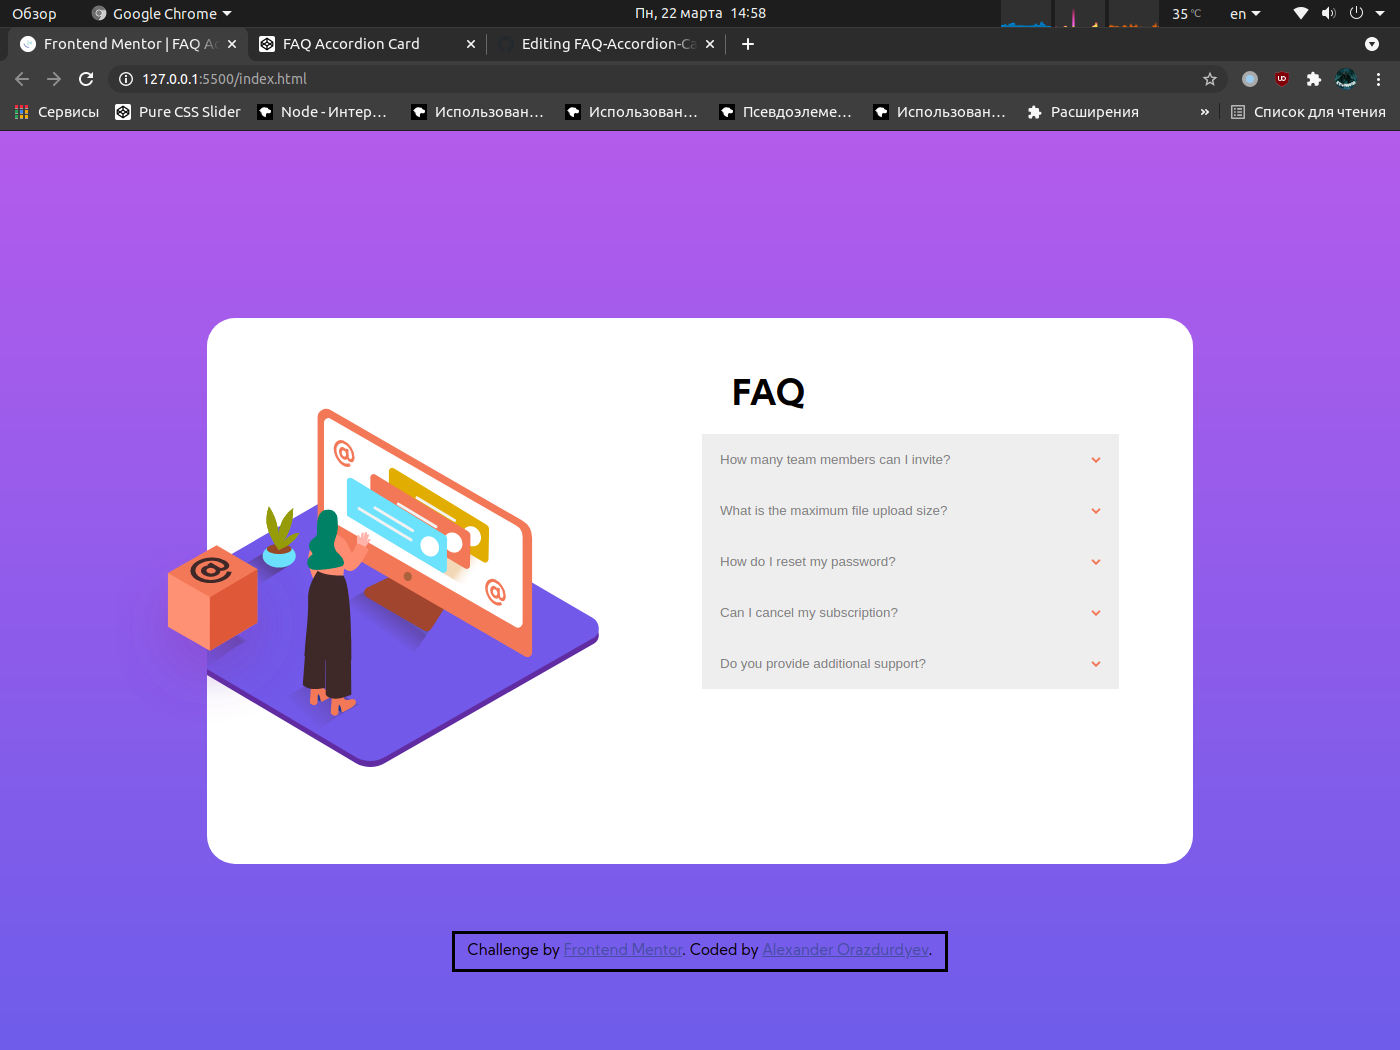 Обзор Google Chrome Пн, 22 марта 14:58 35 °C en
Frontend Mentor | FAQ Ac FAQ Accordion Card Editing FAQ-Accordion-Ca
127.0.0.1:5500/index.html
Сервисы Pure CSS Slider Node - Интер... Использован... Использован... Псевдоэлеме... Использован... Расширения » Список для чтения
FAQ
How many team members can I invite?
What is the maximum file upload size?
How do I reset my password?
Can I cancel my subscription?
Do you provide additional support?
@
@
@
Challenge by Frontend Mentor. Coded by Alexander Orazdurdyev.